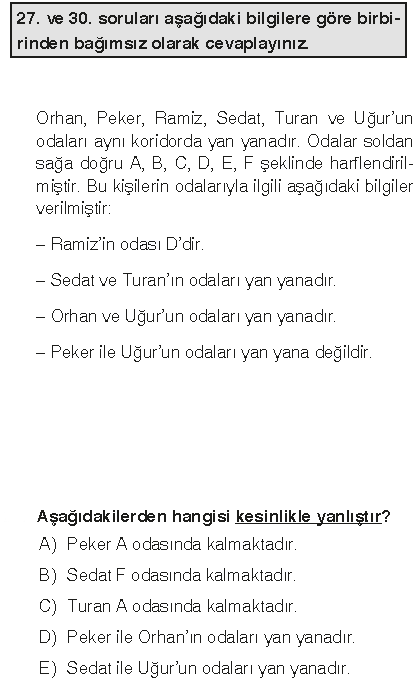 27. ve 30. soruları aşağıdaki bilgilere göre birbi-
rinden bağımsız olarak cevaplayınız.
Orhan, Peker, Ramiz, Sedat, Turan ve Uğur’un
odaları aynı koridorda yan yanadır. Odalar soldan
sağa doğru A, B, C, D, E, F şeklinde harflendiril-
miştir. Bu kişilerin odalarıyla ilgili aşağıdaki bilgiler
verilmiştir:
– Ramiz’in odası D’dir.
– Sedat ve Turan’ın odaları yan yanadır.
– Orhan ve Uğur’un odaları yan yanadır.
– Peker ile Uğur’un odaları yan yana değildir.
Aşağıdakilerden hangisi kesinlikle yanlıştır?
A) Peker A odasında kalmaktadır.
B) Sedat F odasında kalmaktadır.
C) Turan A odasında kalmaktadır.
D) Peker ile Orhan’ın odaları yan yanadır.
E) Sedat ile Uğur’un odaları yan yanadır.